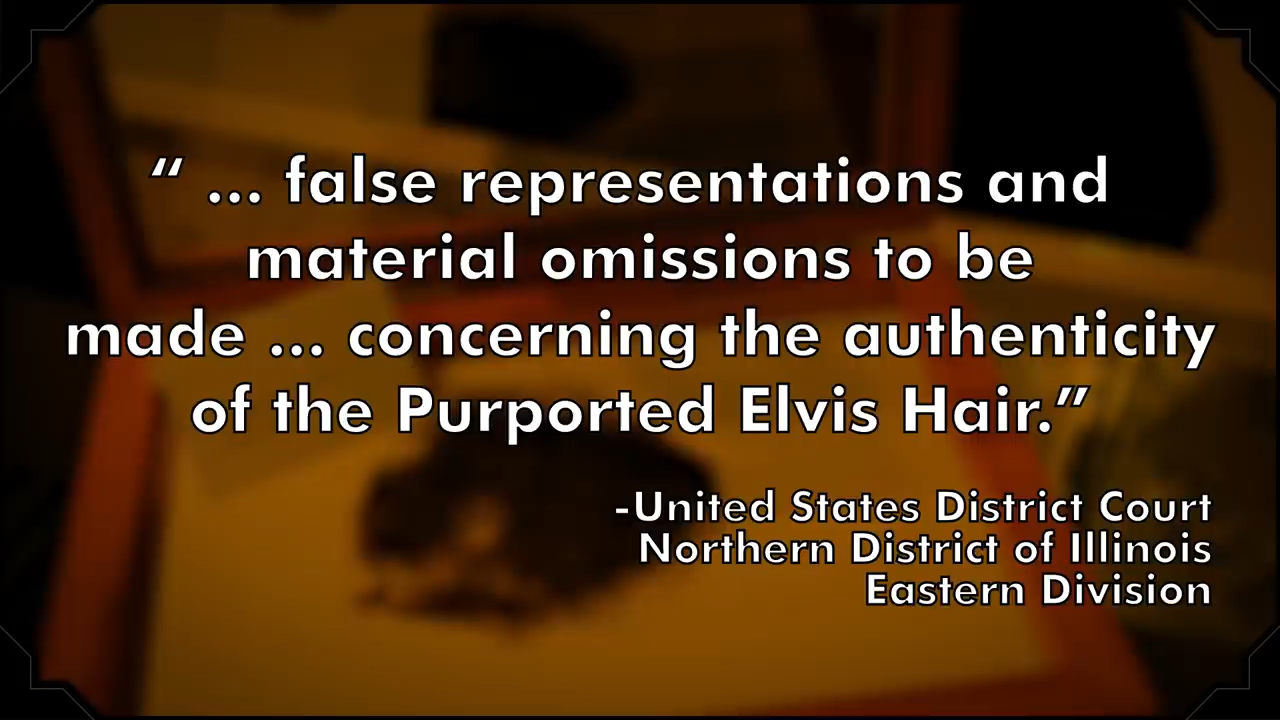 “ ... false representations and
material omissions to be
made ... concerning the authenticity
of the Purported Elvis Hair.”
-United States District Court
Northern District of Illinois
Eastern Division